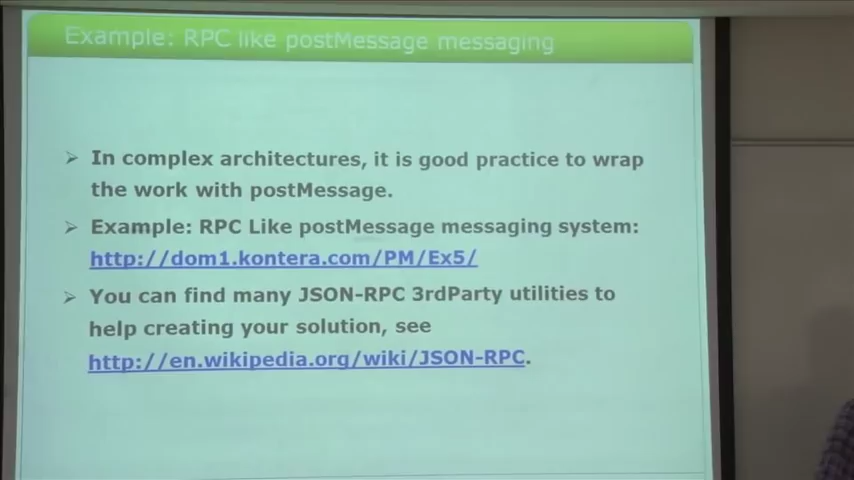 Example: RPC like postMessage messaging
➢ In complex architectures, it is good practice to wrap
the work with postMessage.
➢ Example: RPC Like postMessage messaging system:
http://dom1.kontera.com/PM/Ex5/
➢ You can find many JSON-RPC 3rdParty utilities to
help creating your solution, see
http://en.wikipedia.org/wiki/JSON-RPC.